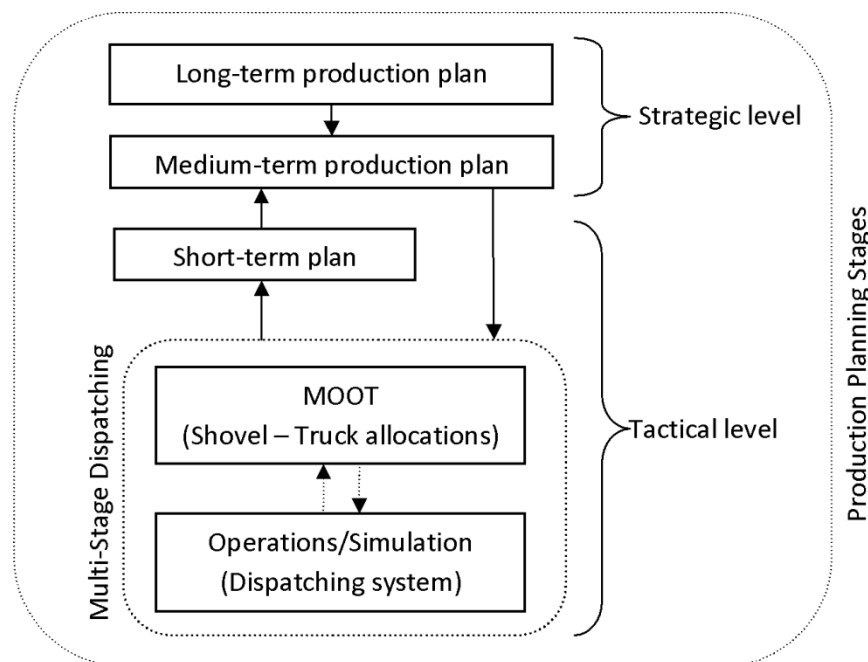 Long-term production plan
Strategic level
Medium-term production plan
Short-term plan
Production Planning Stages
Multi-Stage Dispatching
MOOT
(Shovel – Truck allocations)
Tactical level
Operations/Simulation
(Dispatching system)